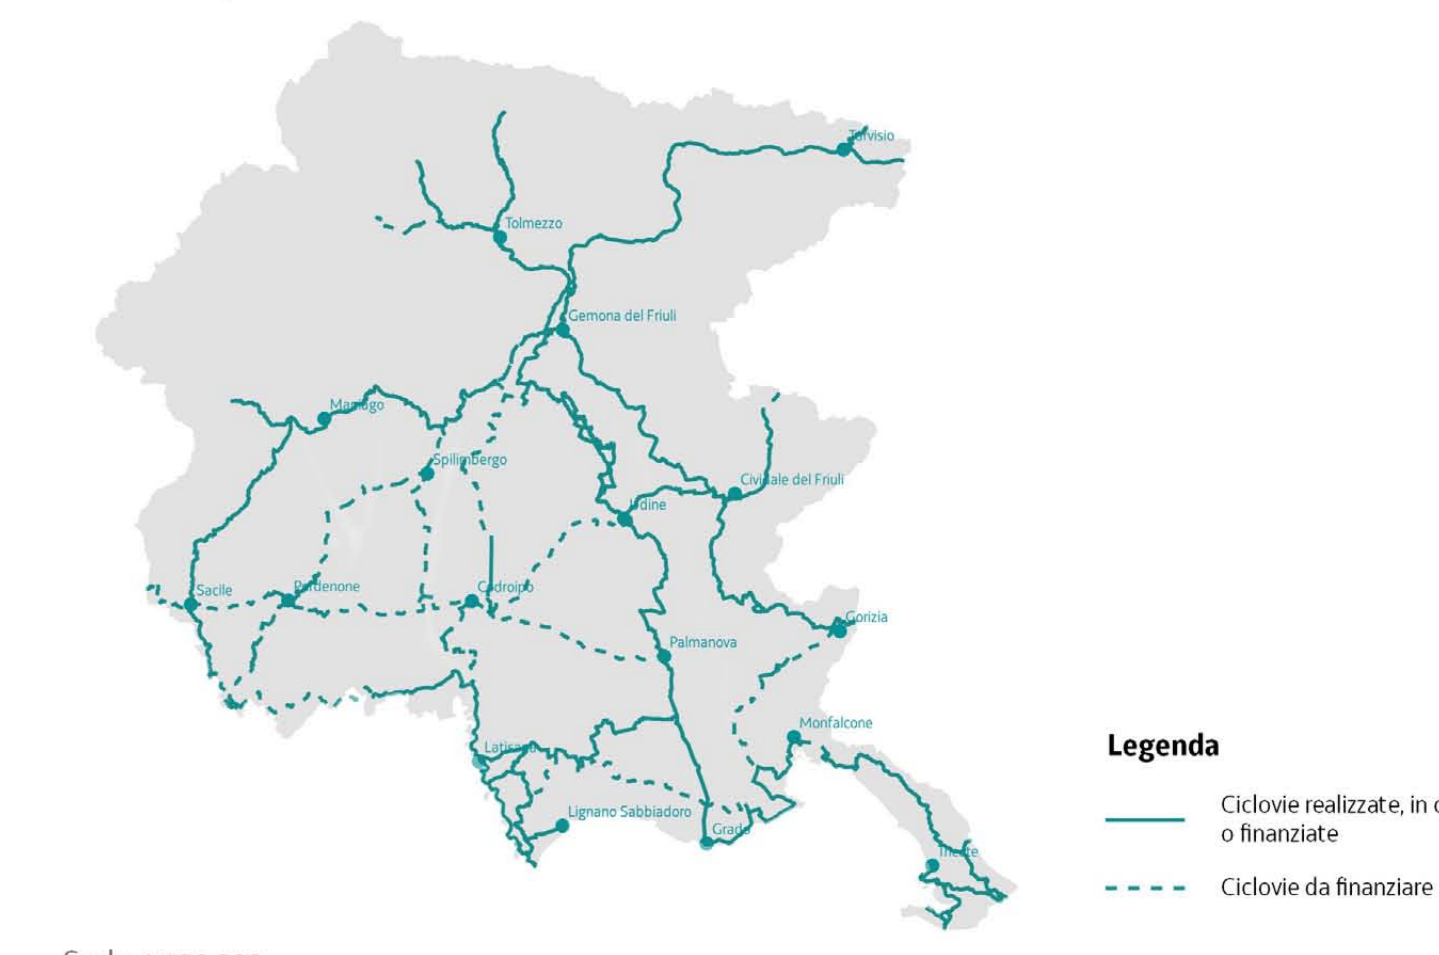 Tarvisio
Tolmezzo
Gemona del Friuli
Maniago
Spilimbergo
Cividale del Friuli
Udine
Sacile
Pordenone
Codroipo
Gorizia
Palmanova
Monfalcone
Latisana
Lignano Sabbiadoro
Grado
Trieste
Legenda
Ciclovie realizzate, in
o finanziate
Ciclovie da finanziare